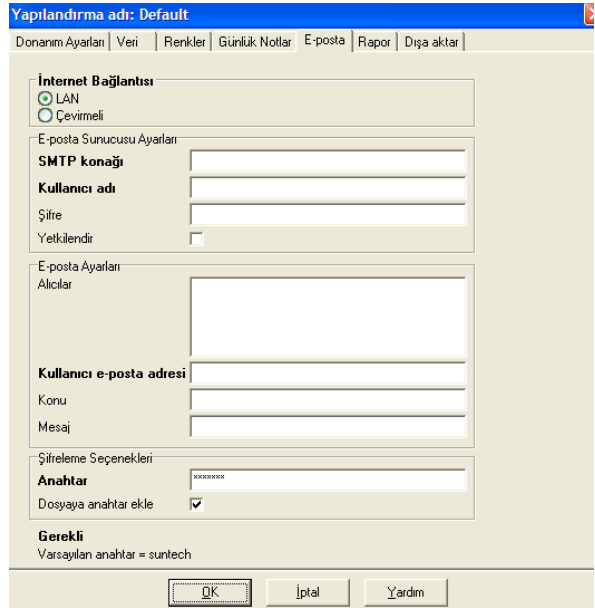 Yapılandırma adı: Default
Donanım Ayarları Veri Renkler Günlük Notlar E-posta Rapor Dışa aktar
İnternet Bağlantısı
LAN
Çevirmeli
E-posta Sunucusu Ayarları
SMTP konağı
Kullanıcı adı
Şifre
Yetkilendir
E-posta Ayarları
Alıcılar
Kullanıcı e-posta adresi
Konu
Mesaj
Şifreleme Seçenekleri
Anahtar xxxxxxx
Dosyaya anahtar ekle
Gerekli
Varsayılan anahtar = suntech
OK İptal Yardım